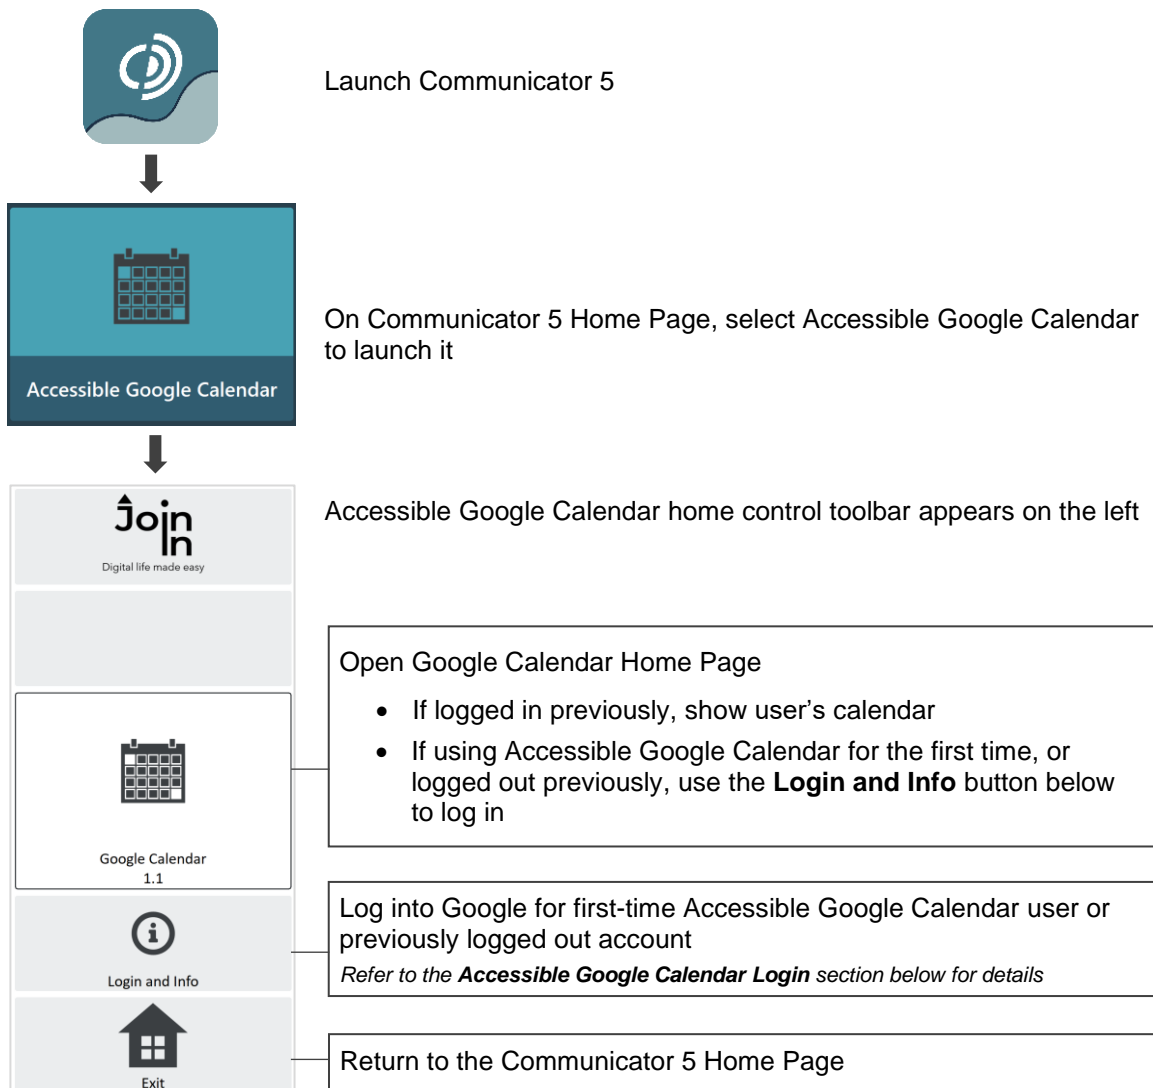 Launch Communicator 5
On Communicator 5 Home Page, select Accessible Google Calendar
to launch it
Accessible Google Calendar
Join
In
Digital life made easy
Accessible Google Calendar home control toolbar appears on the left
Open Google Calendar Home Page
• If logged in previously, show user’s calendar
• If using Accessible Google Calendar for the first time, or
logged out previously, use the Login and Info button below
to log in
Google Calendar
1.1
Log into Google for first-time Accessible Google Calendar user or
previously logged out account
Refer to the Accessible Google Calendar Login section below for details
Login and Info
Return to the Communicator 5 Home Page
Exit